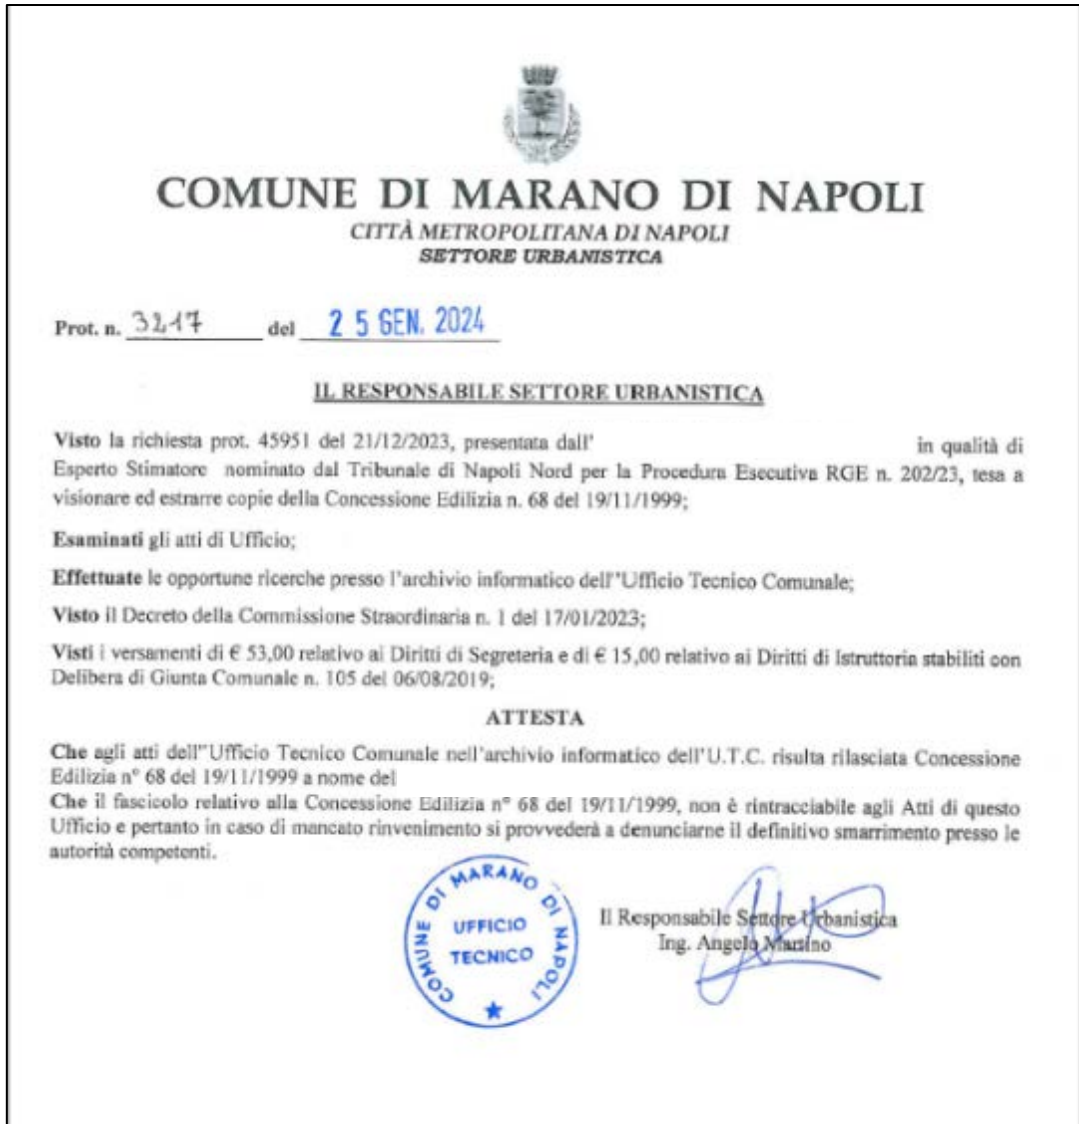 COMUNE DI MARANO DI NAPOLI
CITTÀ METROPOLITANA DI NAPOLI
SETTORE URBANISTICA
Prot. n. 3217 del 25 GEN. 2024
IL RESPONSABILE SETTORE URBANISTICA
Visto la richiesta prot. 45951 del 21/12/2023, presentata dall' in qualità di
Esperto Stimatore nominato dal Tribunale di Napoli Nord per la Procedura Esecutiva RGE n. 202/23, tesa a
visionare ed estrarre copie della Concessione Edilizia n. 68 del 19/11/1999;
Esaminati gli atti di Ufficio;
Effettuate le opportune ricerche presso l'archivio informatico dell''Ufficio Tecnico Comunale;
Visto il Decreto della Commissione Straordinaria n. 1 del 17/01/2023;
Visti i versamenti di € 53,00 relativo ai Diritti di Segreteria e di € 15,00 relativo ai Diritti di Istruttoria stabiliti con
Delibera di Giunta Comunale n. 105 del 06/08/2019;
ATTESTA
Che agli atti dell''Ufficio Tecnico Comunale nell'archivio informatico dell'U.T.C. risulta rilasciata Concessione
Edilizia n° 68 del 19/11/1999 a nome del
Che il fascicolo relativo alla Concessione Edilizia n° 68 del 19/11/1999, non è rintracciabile agli Atti di questo
Ufficio e pertanto in caso di mancato rinvenimento si provvederà a denunciarne il definitivo smarrimento presso le
autorità competenti.
COMUNE DI MARANO DI NAPOLI
UFFICIO
TECNICO
Il Responsabile Settore Urbanistica
Ing. Angelo Martino